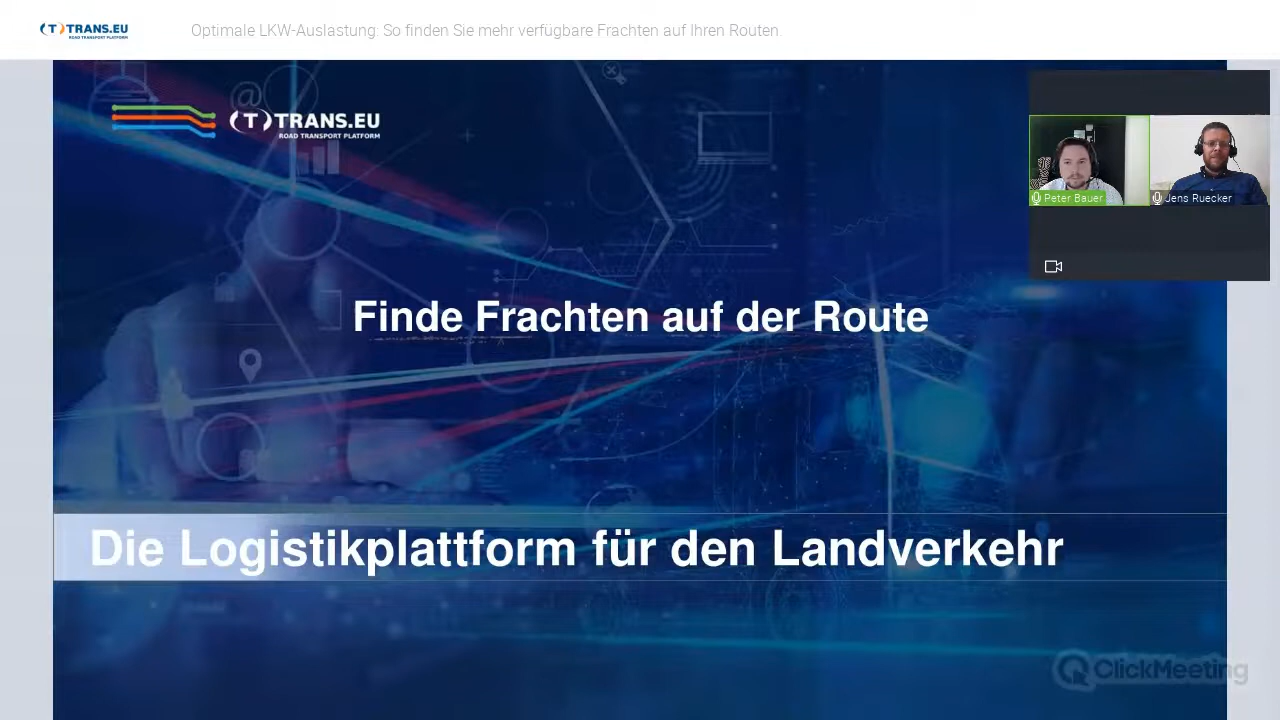 (T) TRANS.EU
ROAD TRANSPORT PLATFORM
Optimale LKW-Auslastung: So finden Sie mehr verfügbare Frachten auf Ihren Routen.
(T) TRANS.EU
ROAD TRANSPORT PLATFORM
Peter Bauer
Jens Ruecker
Finde Frachten auf der Route
Die Logistikplattform für den Landverkehr
ClickMeeting